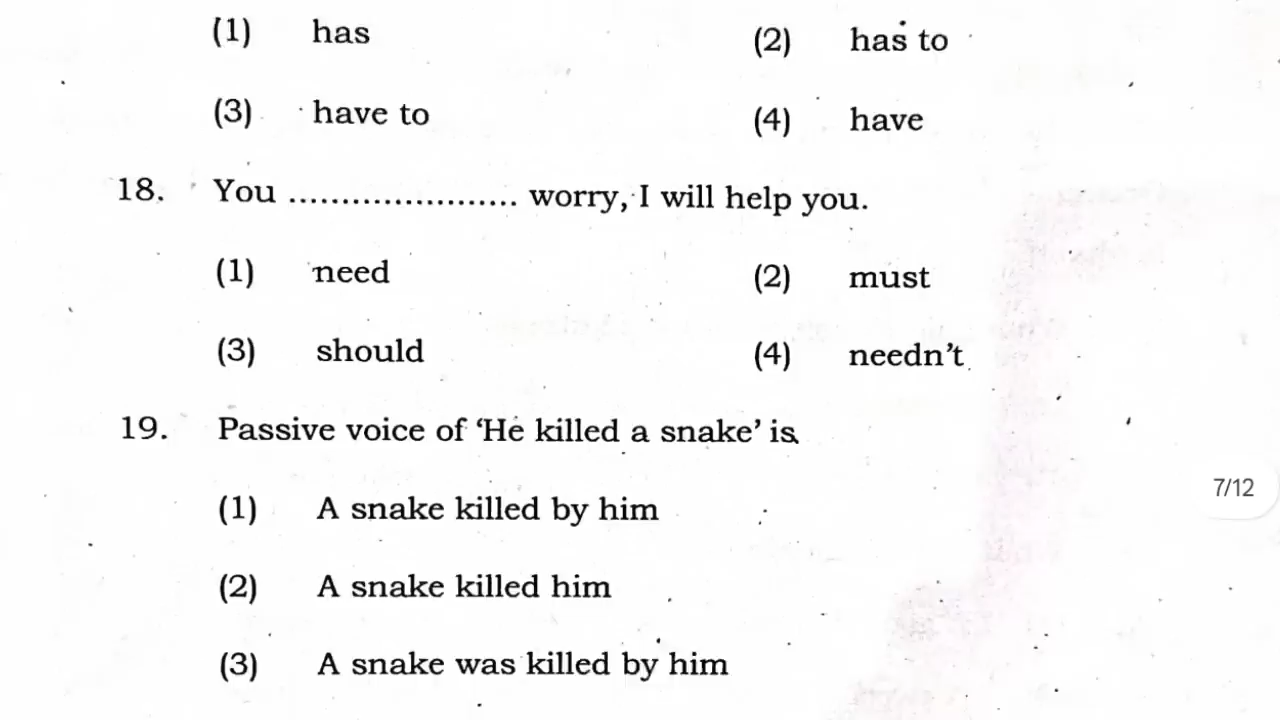 (1) has (2) has to
(3) have to (4) have
18. You ...................... worry, I will help you.
(1) need (2) must
(3) should (4) needn't
19. Passive voice of 'He killed a snake' is
(1) A snake killed by him
7/12
(2) A snake killed him
(3) A snake was killed by him